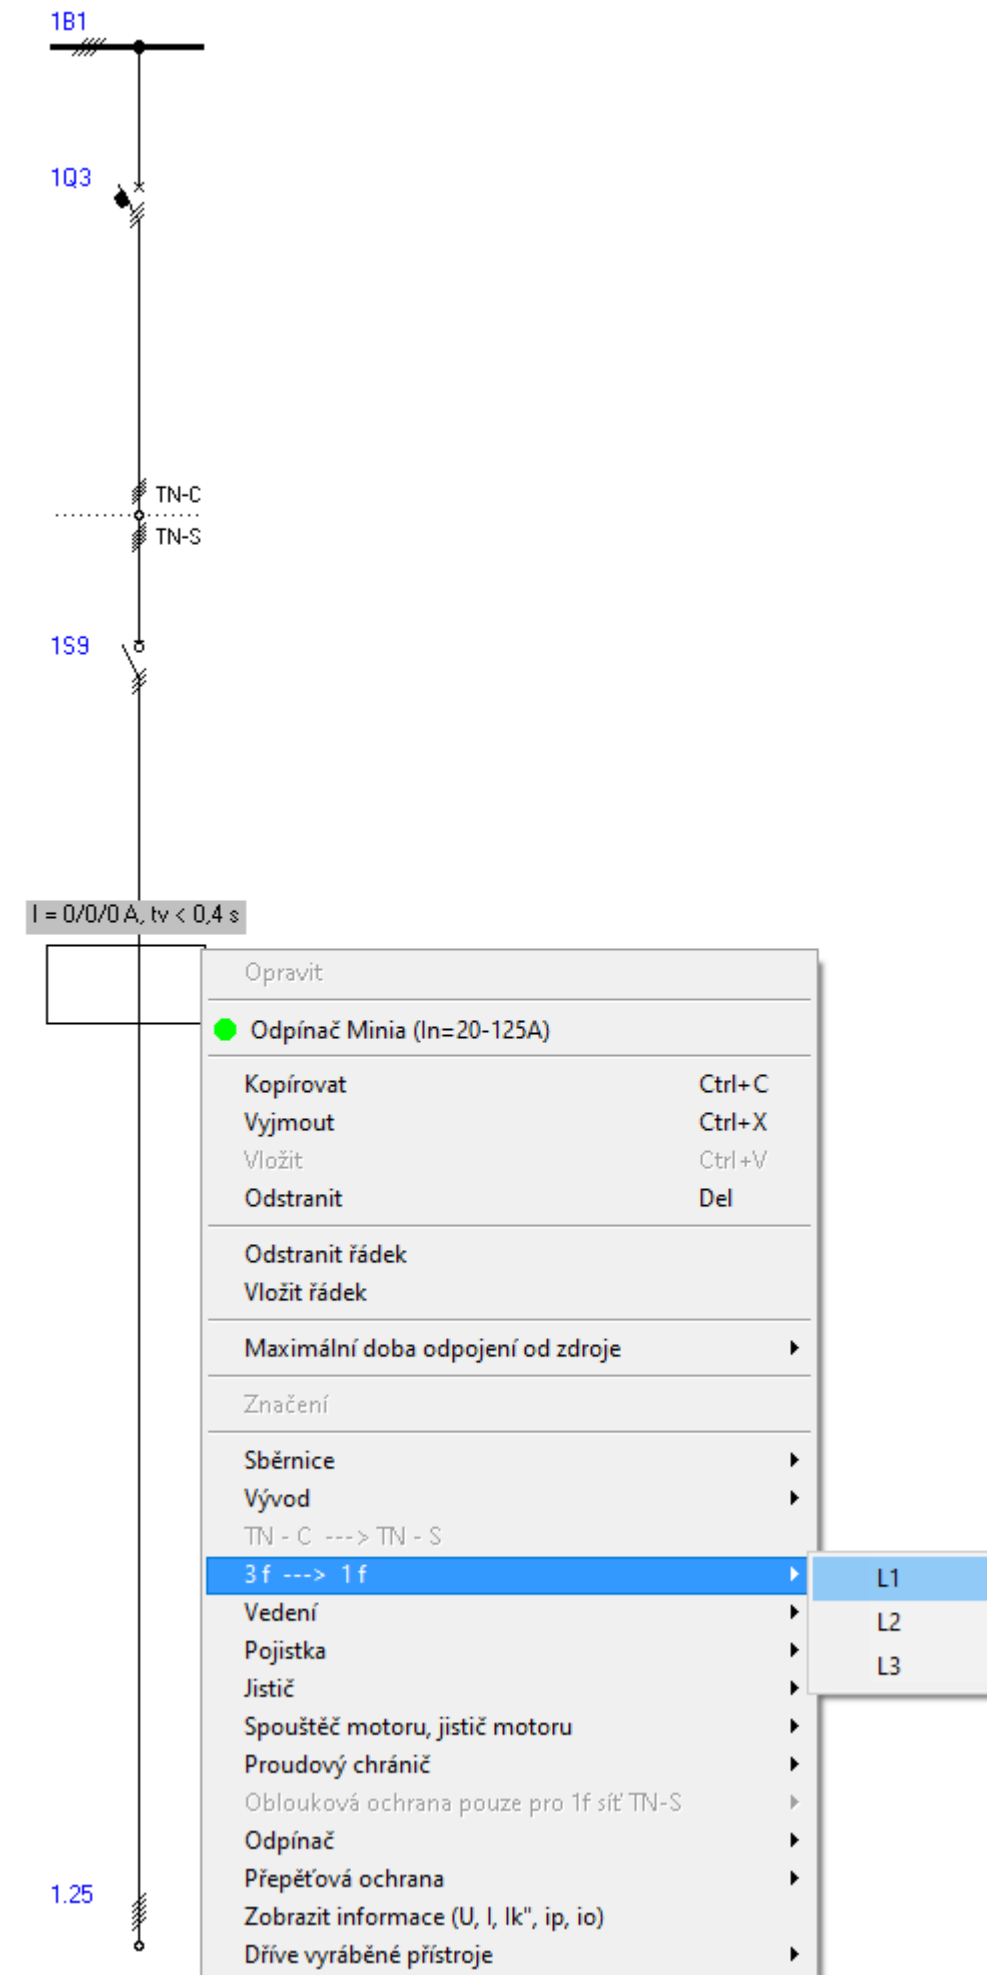 1B1
1Q3
TN-C
TN-S
1S9
I = 0/0/0 A, tv < 0,4 s
Opravit
Odpínač Minia (In=20-125A)
Kopírovat Ctrl+C
Vyjmout Ctrl+X
Vložit Ctrl+V
Odstranit Del
Odstranit řádek
Vložit řádek
Maximální doba odpojení od zdroje
Značení
Sběrnice
Vývod
TN - C ---> TN - S
3 f ---> 1 f
L1
L2
L3
Vedení
Pojistka
Jistič
Spouštěč motoru, jistič motoru
Proudový chránič
Oblouková ochrana pouze pro 1f síť TN-S
Odpínač
Přepěťová ochrana
Zobrazit informace (U, I, Ik", ip, io)
Dříve vyráběné přístroje
1.25